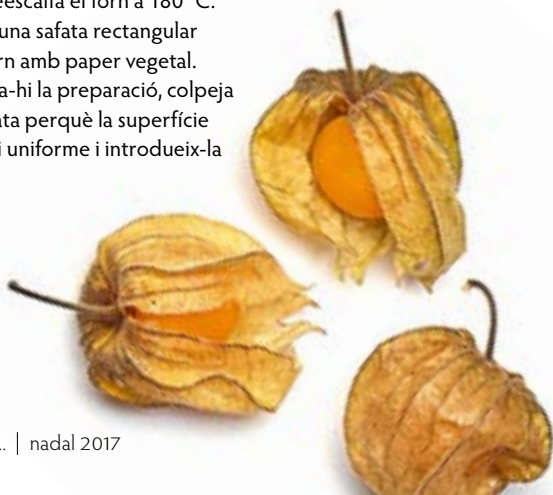 eescalfa el forn a 180 °C.
una safata rectangular
rn amb paper vegetal.
a-hi la preparació, colpeja
ata perquè la superfície
i uniforme i introdueix-la
.. | nadal 2017